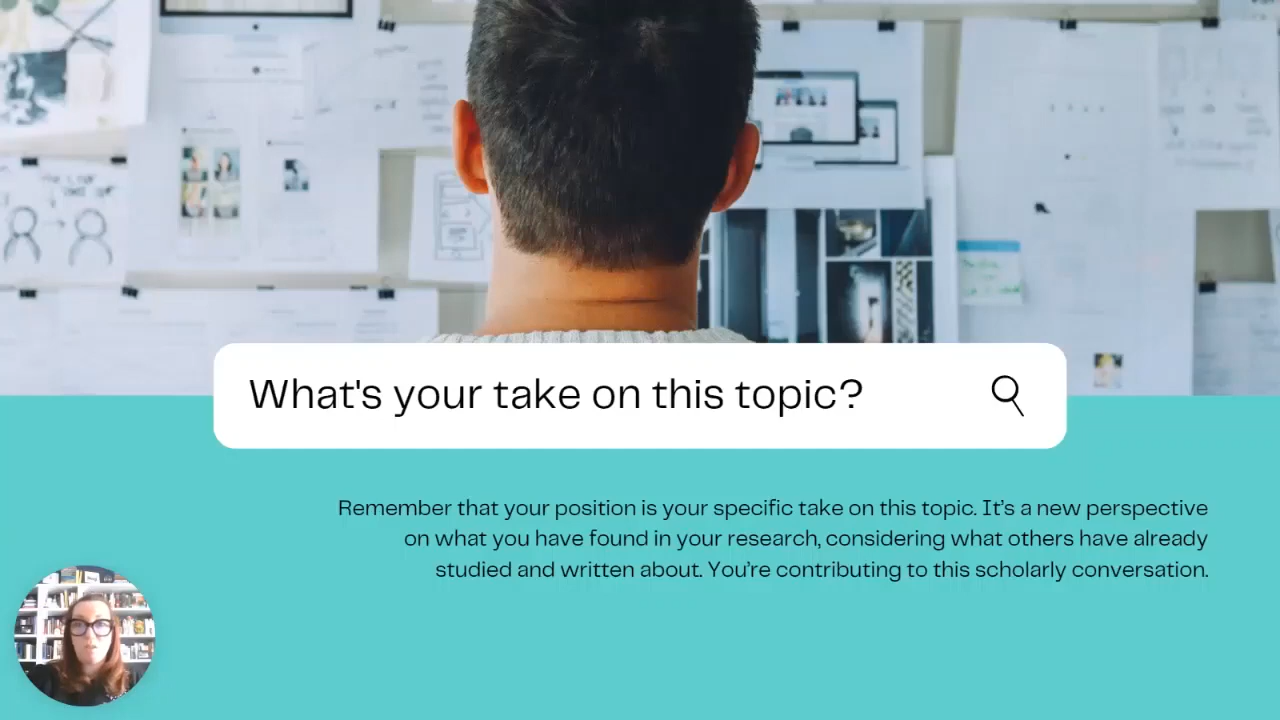 What's your take on this topic?
Remember that your position is your specific take on this topic. It's a new perspective
on what you have found in your research, considering what others have already
studied and written about. You're contributing to this scholarly conversation.